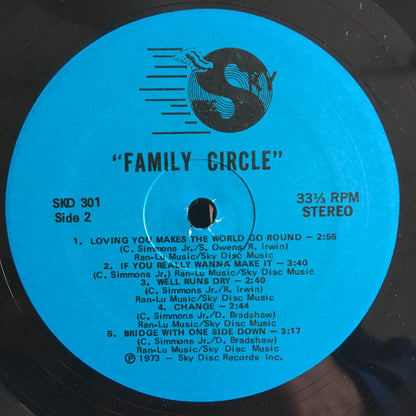 Sky
"FAMILY CIRCLE"
SKD 301
Side 2
33⅓ RPM
STEREO
1. LOVING YOU MAKES THE WORLD GO ROUND — 2:55
(C. Simmons Jr./S. Owens/R. Irwin)
Ran-Lu Music/Sky Disc Music
2. IF YOU REALLY WANNA MAKE IT — 3:40
(C. Simmons Jr.) Ran-Lu Music/Sky Disc Music
3. WELL RUNS DRY — 2:40
(C. Simmons Jr./R. Irwin)
Ran-Lu Music/Sky Disc Music
4. CHANGE — 2:44
(C. Simmons Jr./D. Bradshaw)
Ran-Lu Music/Sky Disc Music
5. BRIDGE WITH ONE SIDE DOWN — 3:17
(C. Simmons Jr./D. Bradshaw)
Ran-Lu Music/Sky Disc Music
Ⓟ 1973 — Sky Disc Records Inc.